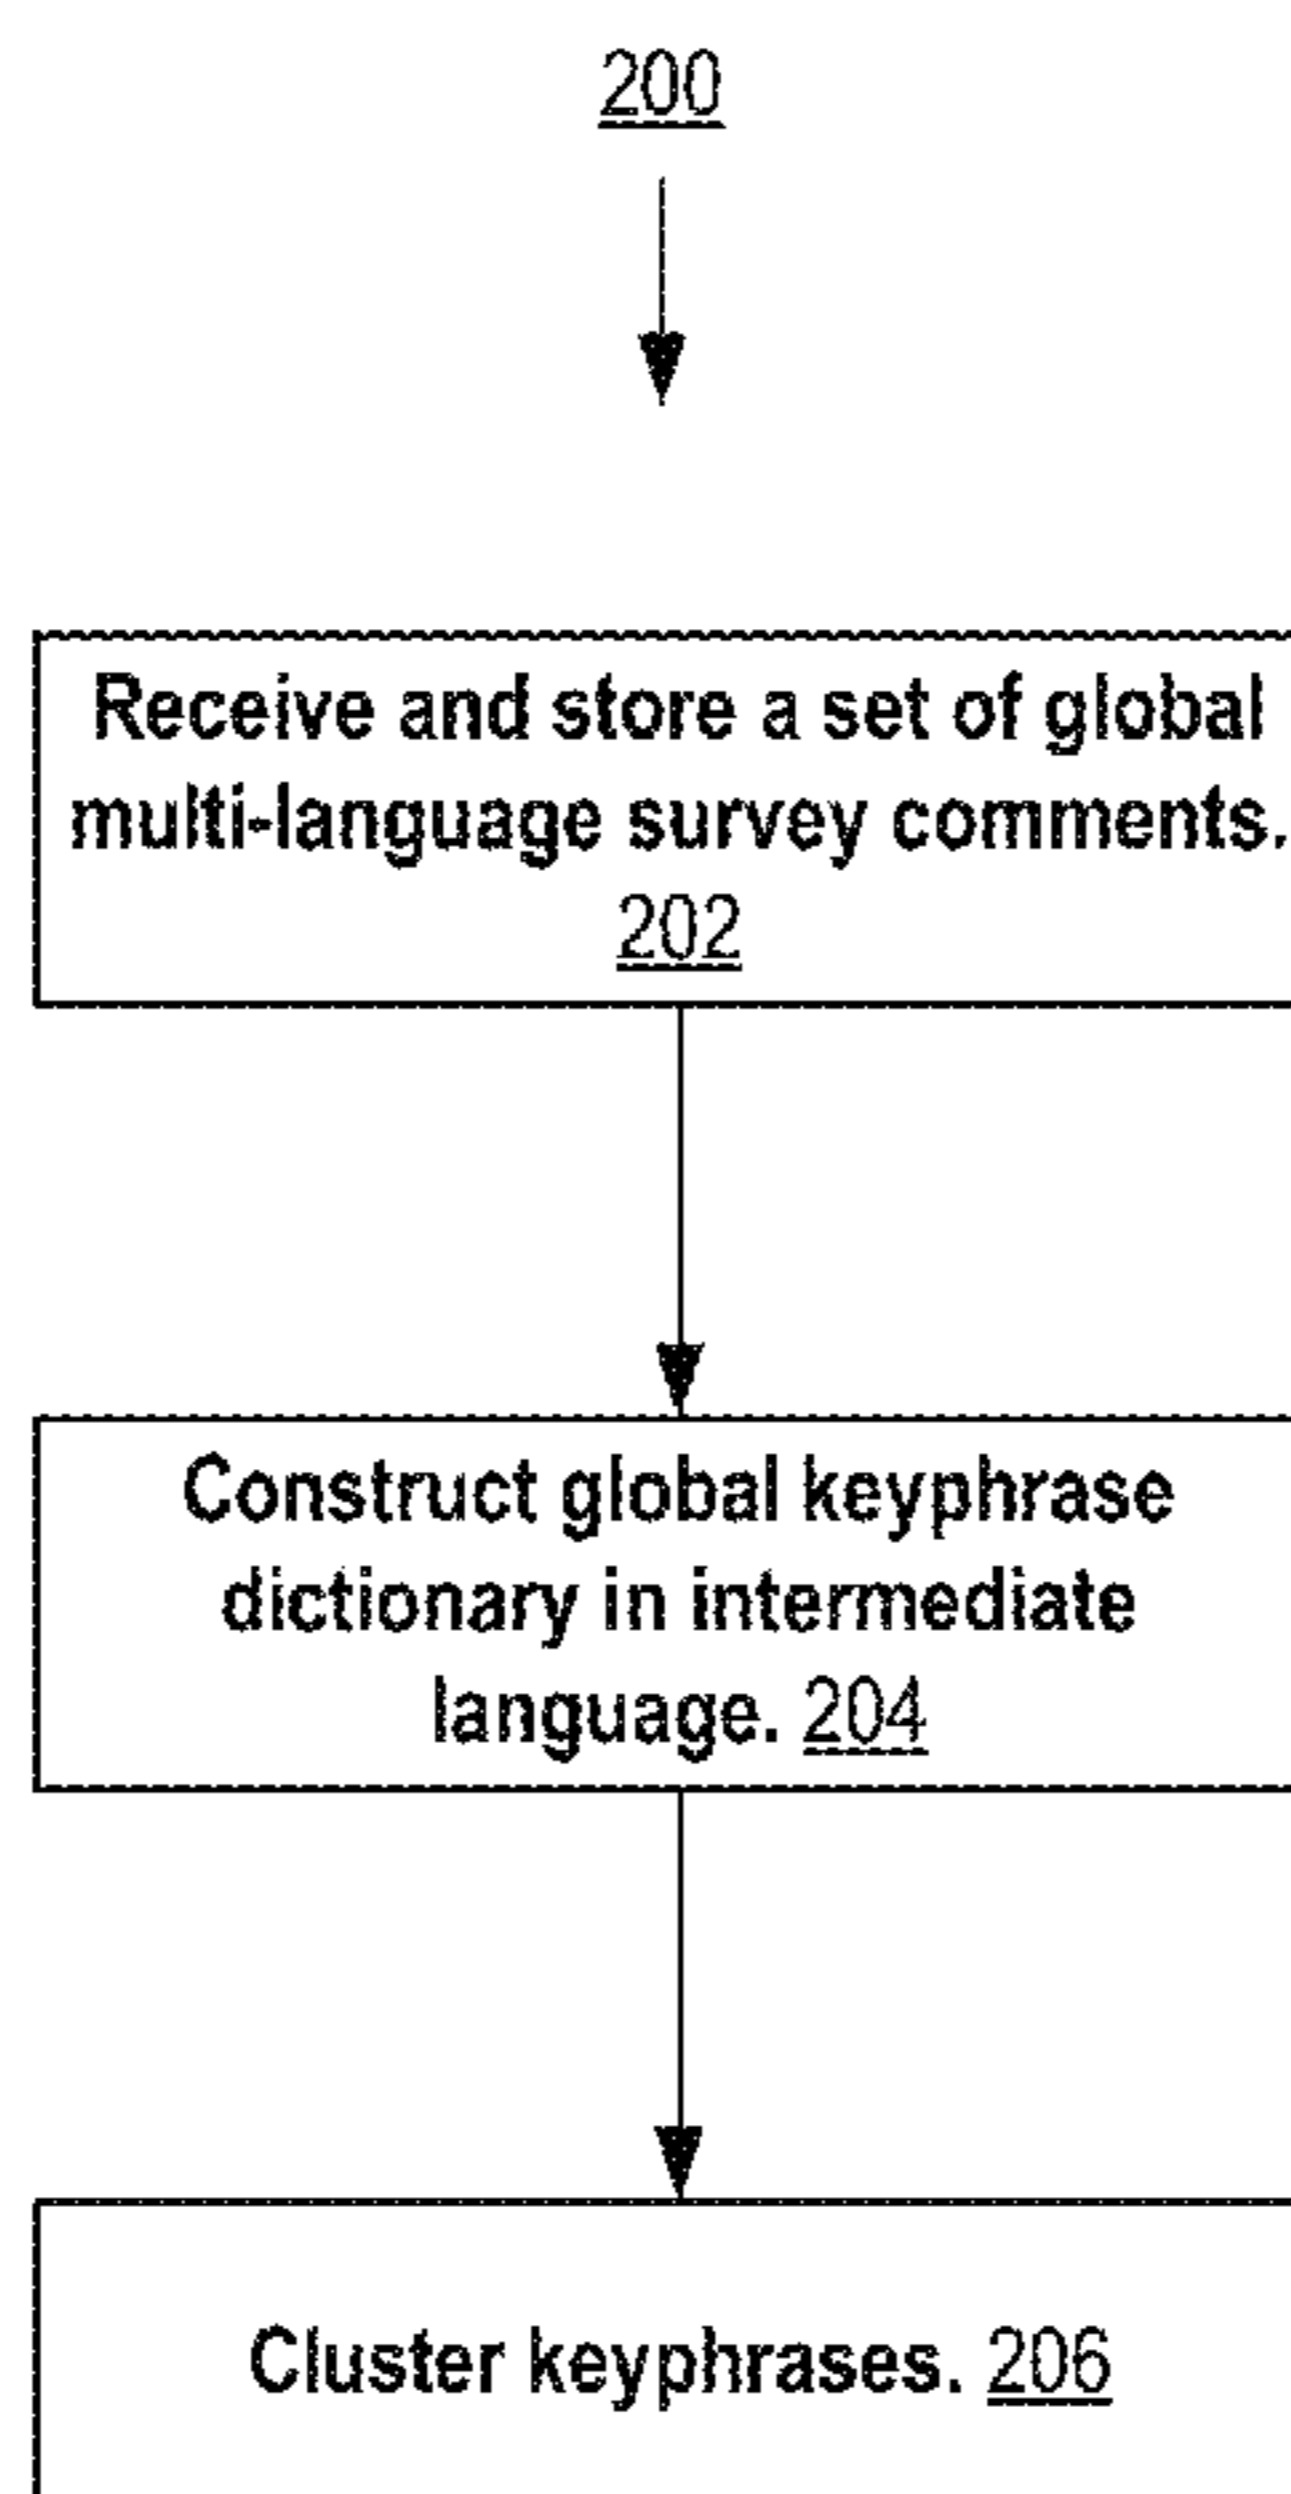 200
Receive and store a set of global
multi-language survey comments.
202
Construct global keyphrase
dictionary in intermediate
language. 204
Cluster keyphrases. 206